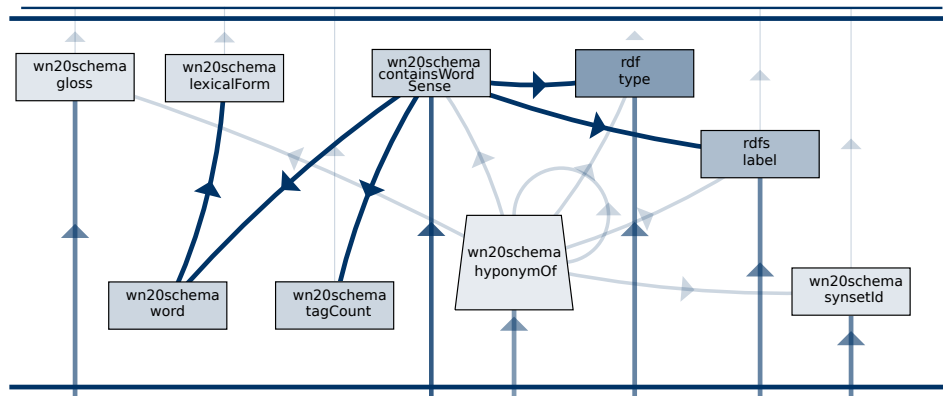 wn20schema
gloss
wn20schema
lexicalForm
wn20schema
containsWord
Sense
rdf
type
rdfs
label
wn20schema
hyponymOf
wn20schema
word
wn20schema
tagCount
wn20schema
synsetId